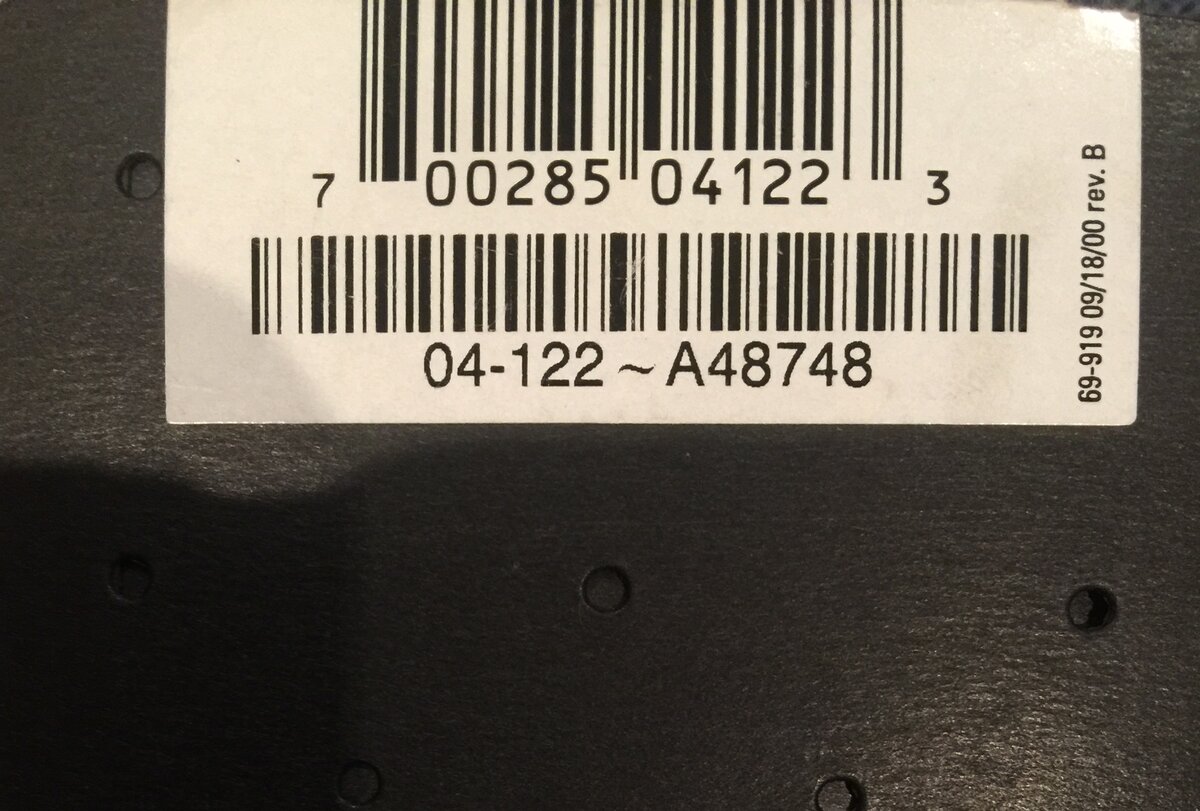 7 00285 04122 3
04-122 ~ A48748
69-919 09/18/00 rev. B